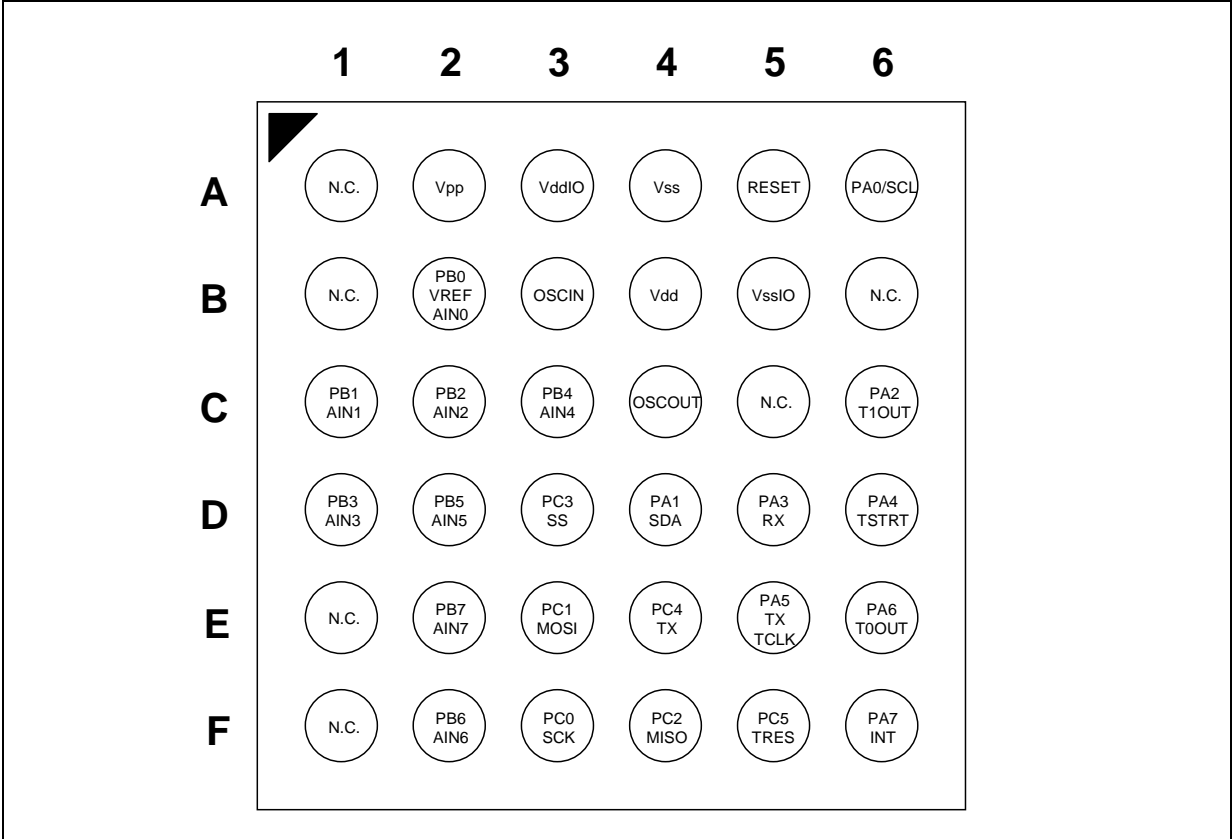 1 2 3 4 5 6
A
N.C. Vpp VddIO Vss RESET PA0/SCL
B
N.C.
PB0
VREF
AIN0
OSCIN Vdd VssIO N.C.
C
PB1
AIN1
PB2
AIN2
PB4
AIN4
OSCOUT
N.C.
PA2
T1OUT
D
PB3
AIN3
PB5
AIN5
PC3
SS
PA1
SDA
PA3
RX
PA4
TSTRT
E
N.C.
PB7
AIN7
PC1
MOSI
PC4
TX
PA5
TX
TCLK
PA6
T0OUT
F
N.C.
PB6
AIN6
PC0
SCK
PC2
MISO
PC5
TRES
PA7
INT